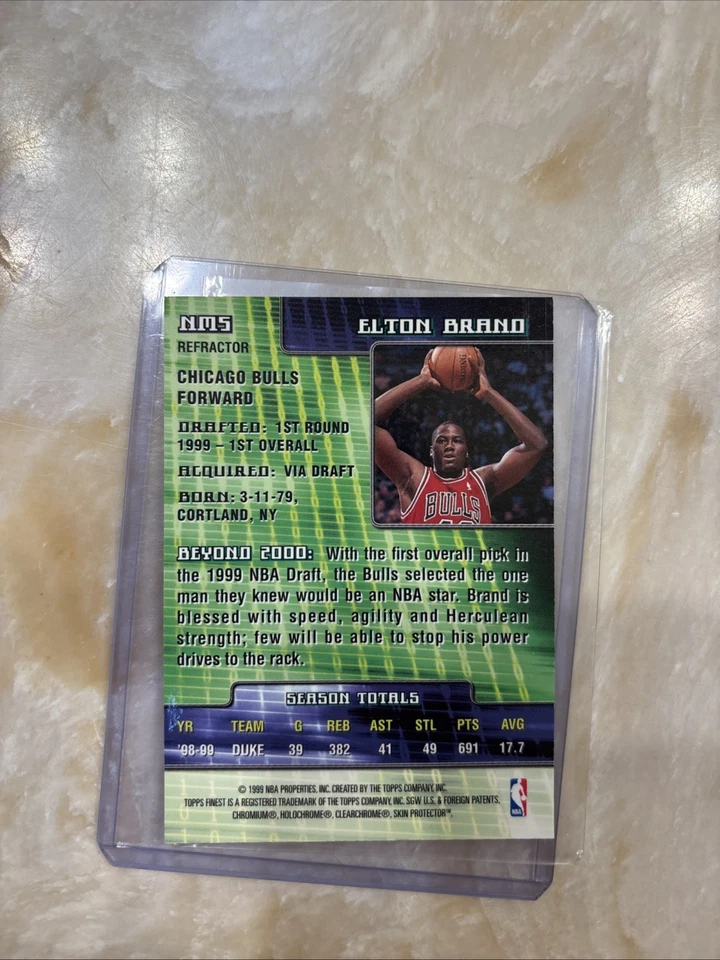 NM5
ELTON BRAND
REFRACTOR
CHICAGO BULLS
FORWARD
DRAFTED: 1ST ROUND
1999 – 1ST OVERALL
ACQUIRED: VIA DRAFT
BORN: 3-11-79,
CORTLAND, NY
BULLS
BEYOND 2000: With the first overall pick in
the 1999 NBA Draft, the Bulls selected the one
man they knew would be an NBA star. Brand is
blessed with speed, agility and Herculean
strength; few will be able to stop his power
drives to the rack.
SEASON TOTALS
YR TEAM G REB AST STL PTS AVG
'98-99 DUKE 39 382 41 49 691 17.7
© 1999 NBA PROPERTIES, INC. CREATED BY THE TOPPS COMPANY, INC.
TOPPS FINEST IS A REGISTERED TRADEMARK OF THE TOPPS COMPANY, INC. SGW U.S. & FOREIGN PATENTS,
CHROMIUM®, HOLOCHROME®, CLEARCHROME®, SKIN PROTECTOR™,
NBA